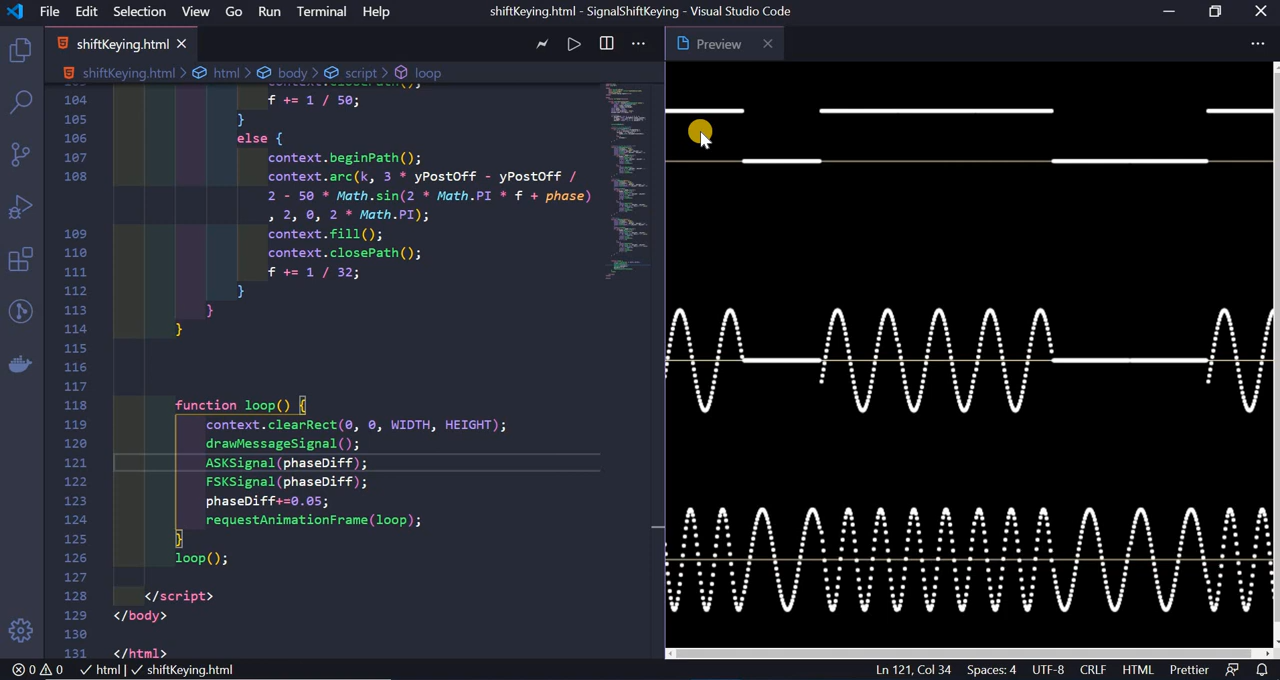 File Edit Selection View Go Run Terminal Help shiftKeying.html - SignalShiftKeying - Visual Studio Code
shiftKeying.html
Preview
shiftKeying.html > html > body > script > loop
104 f += 1 / 50;
105 }
106 else {
107 context.beginPath();
108 context.arc(k, 3 * yPostOff - yPostOff /
2 - 50 * Math.sin(2 * Math.PI * f + phase)
, 2, 0, 2 * Math.PI);
109 context.fill();
110 context.closePath();
111 f += 1 / 32;
112 }
113 }
114 }
115
116
117
118 function loop() {
119 context.clearRect(0, 0, WIDTH, HEIGHT);
120 drawMessageSignal();
121 ASKSignal(phaseDiff);
122 FSKSignal(phaseDiff);
123 phaseDiff+=0.05;
124 requestAnimationFrame(loop);
125 }
126 loop();
127
128 </script>
129 </body>
130
131 </html>
0 0 html | shiftKeying.html Ln 121, Col 34 Spaces: 4 UTF-8 CRLF HTML Prettier